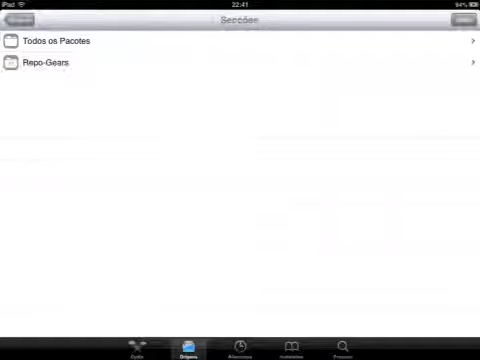 iPad 22:41 94%
Secções
Todos os Pacotes
Repo-Gears
Cydia Origens